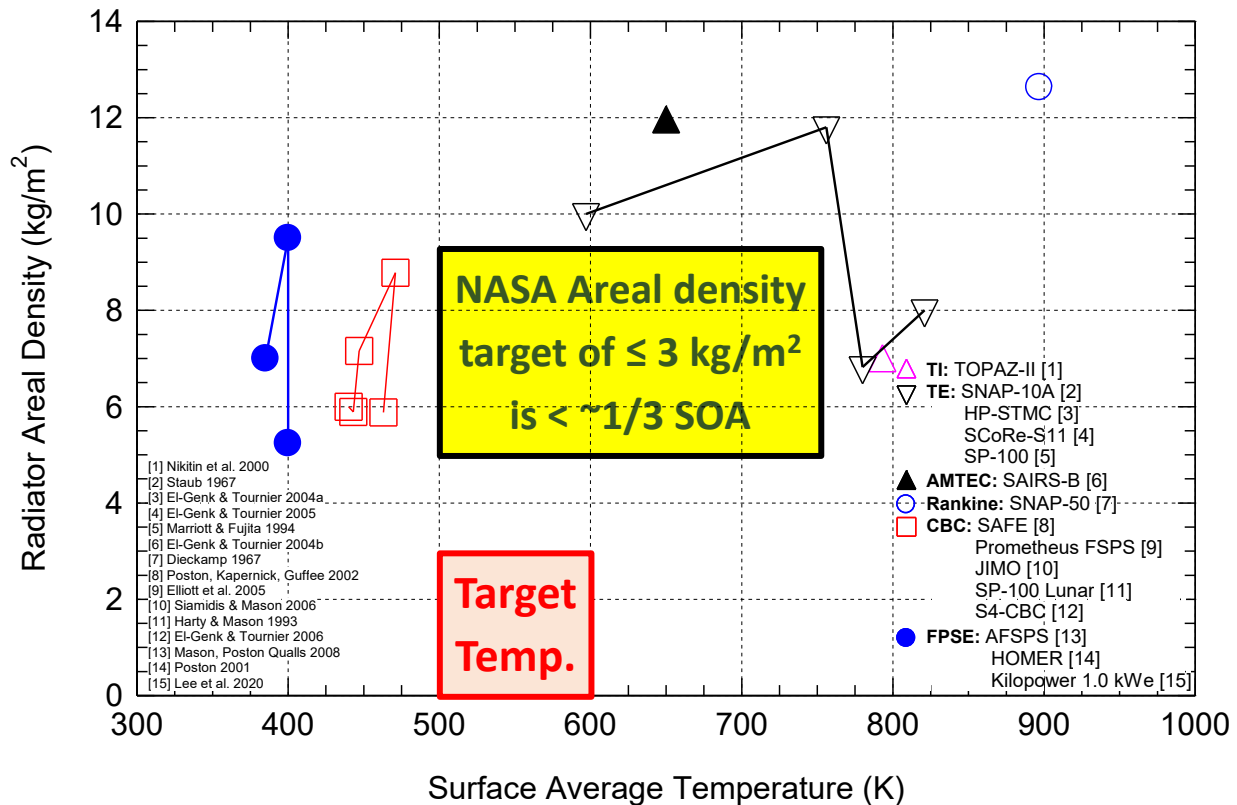 14
12
10
8
6
4
2
0
Radiator Areal Density (kg/m²)
NASA Areal density
target of ≤ 3 kg/m²
is < ~1/3 SOA
Target
Temp.
[1] Nikitin et al. 2000
[2] Staub 1967
[3] El-Genk & Tournier 2004a
[4] El-Genk & Tournier 2005
[5] Marriott & Fujita 1994
[6] El-Genk & Tournier 2004b
[7] Dieckamp 1967
[8] Poston, Kapernick, Guffee 2002
[9] Elliott et al. 2005
[10] Siamidis & Mason 2006
[11] Harty & Mason 1993
[12] El-Genk & Tournier 2006
[13] Mason, Poston Qualls 2008
[14] Poston 2001
[15] Lee et al. 2020
TI: TOPAZ-II [1]
TE: SNAP-10A [2]
HP-STMC [3]
SCoRe-S11 [4]
SP-100 [5]
AMTEC: SAIRS-B [6]
Rankine: SNAP-50 [7]
CBC: SAFE [8]
Prometheus FSPS [9]
JIMO [10]
SP-100 Lunar [11]
S4-CBC [12]
FPSE: AFSPS [13]
HOMER [14]
Kilopower 1.0 kWe [15]
300 400 500 600 700 800 900 1000
Surface Average Temperature (K)